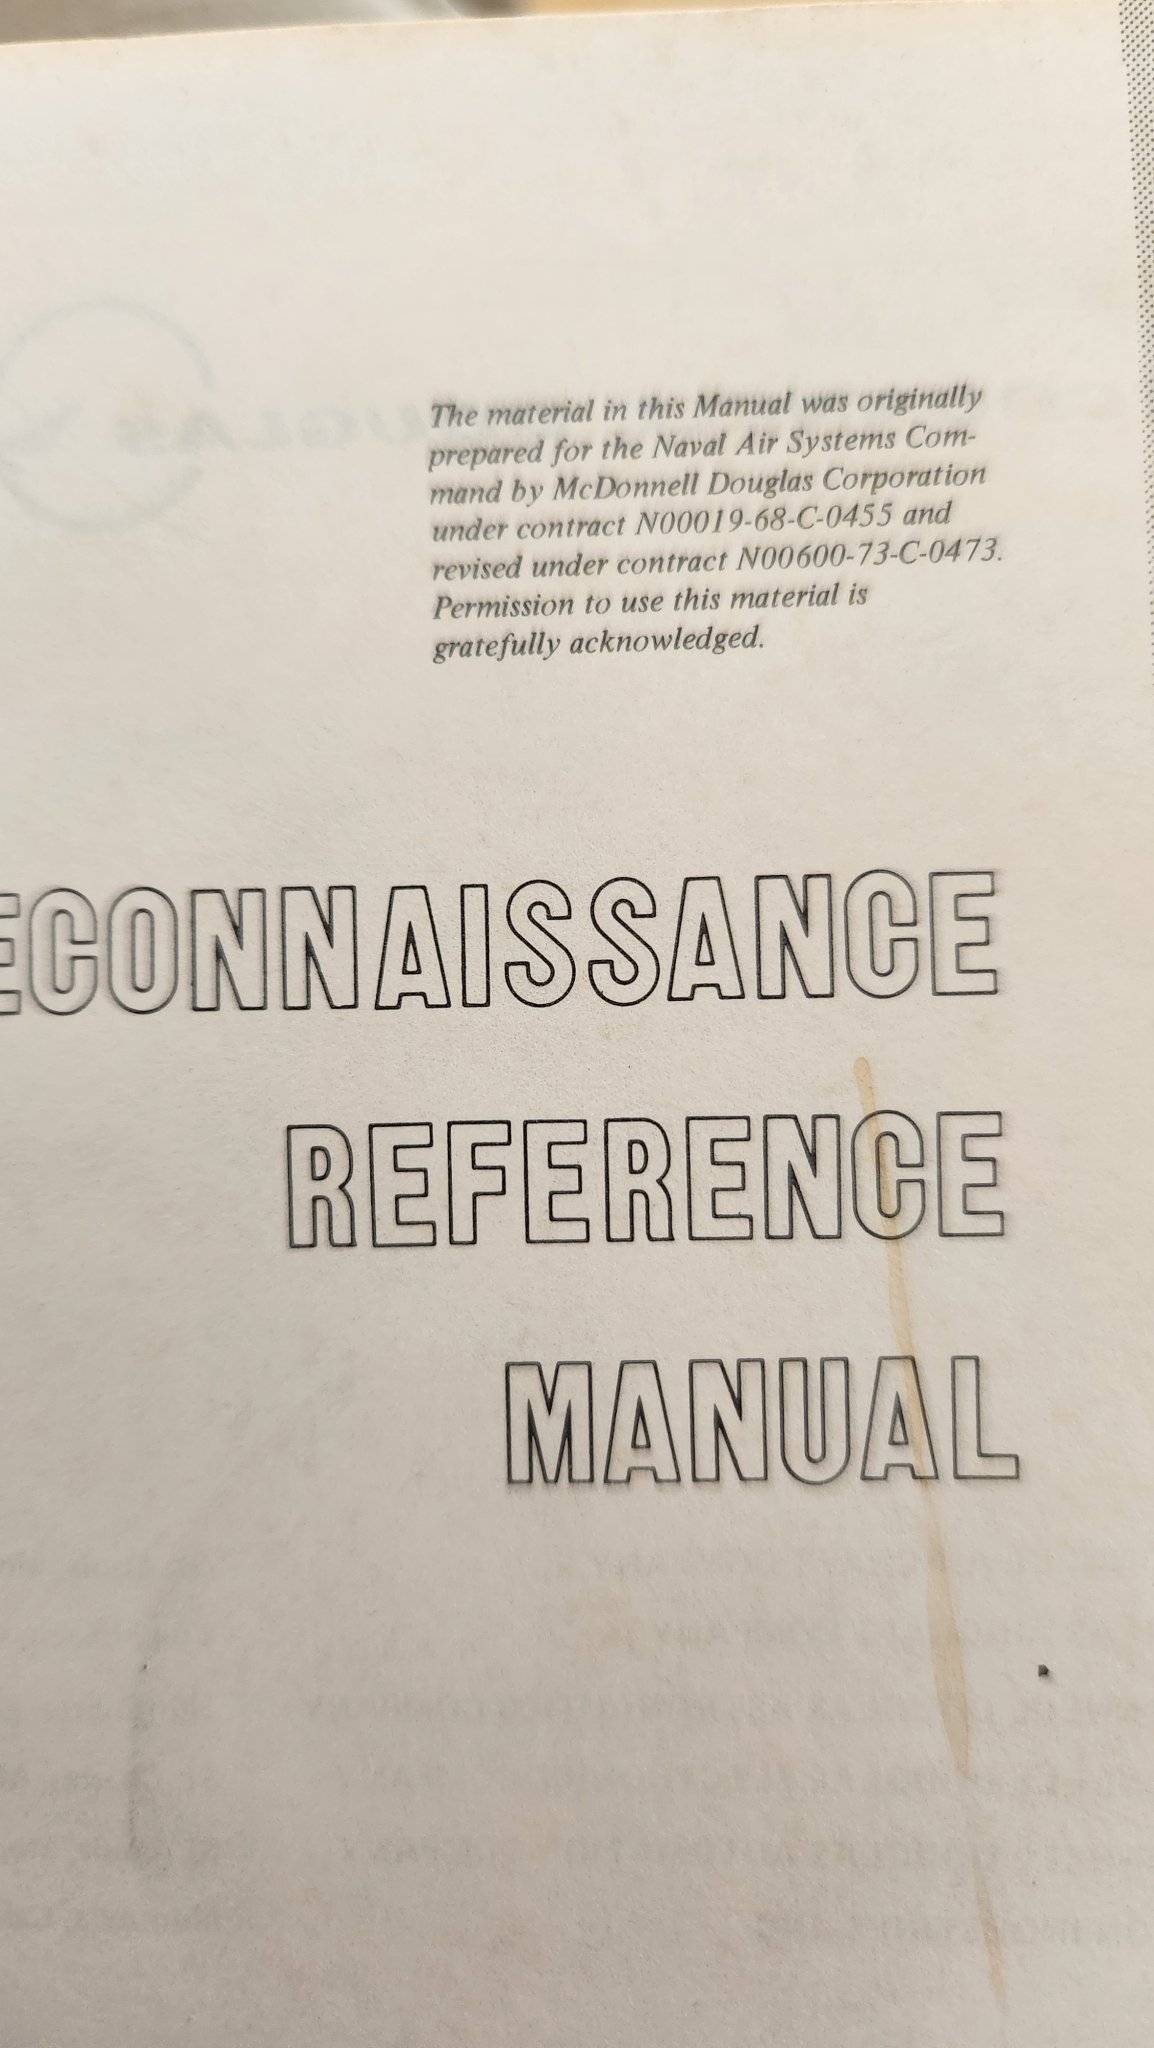 The material in this Manual was originally
prepared for the Naval Air Systems Com-
mand by McDonnell Douglas Corporation
under contract N00019-68-C-0455 and
revised under contract N00600-73-C-0473.
Permission to use this material is
gratefully acknowledged.
ECONNAISSANCE
REFERENCE
MANUAL